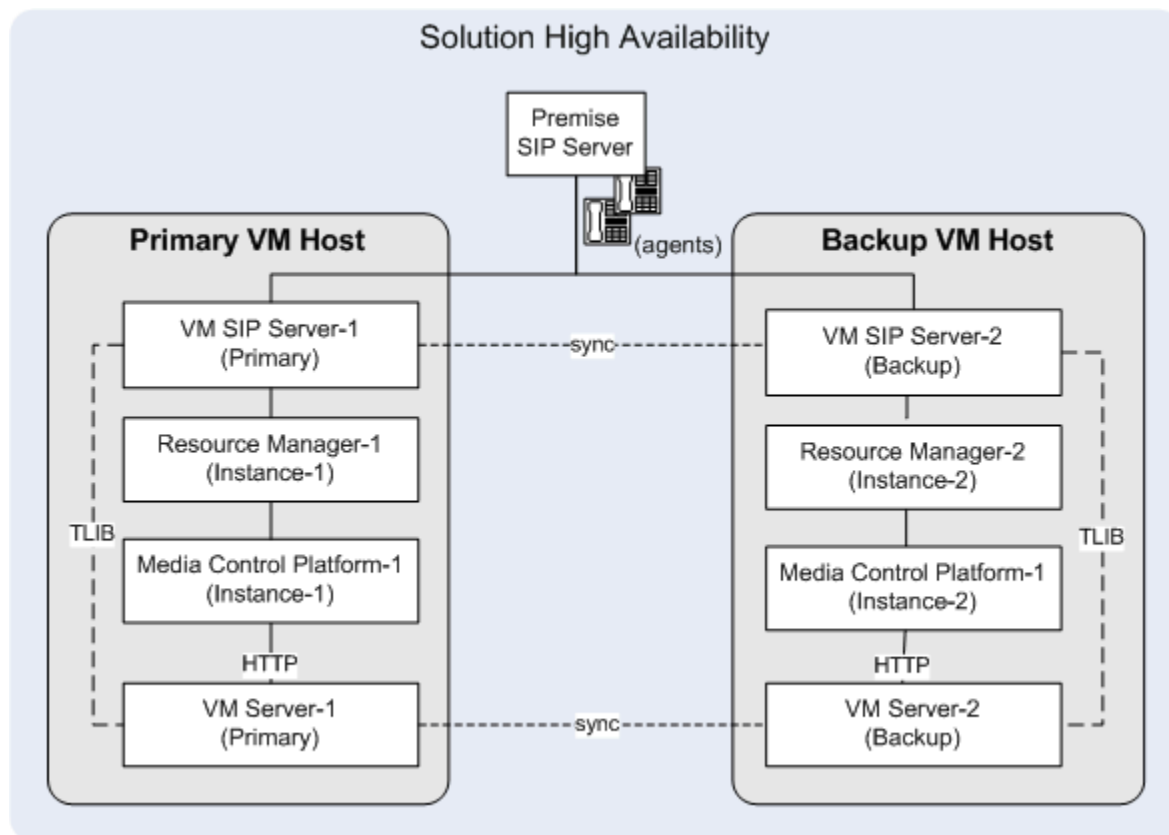 Solution High Availability
Premise
SIP Server
(agents)
Primary VM Host
VM SIP Server-1
(Primary)
Resource Manager-1
(Instance-1)
TLIB
Media Control Platform-1
(Instance-1)
HTTP
VM Server-1
(Primary)
sync
sync
Backup VM Host
VM SIP Server-2
(Backup)
Resource Manager-2
(Instance-2)
TLIB
Media Control Platform-1
(Instance-2)
HTTP
VM Server-2
(Backup)